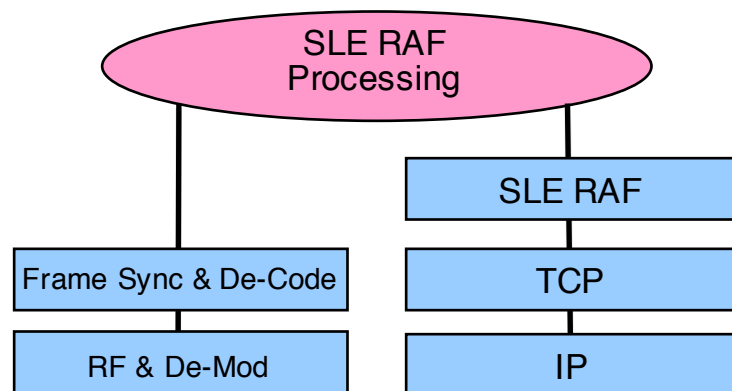 SLE RAF
Processing
SLE RAF
Frame Sync & De-Code
TCP
RF & De-Mod
IP